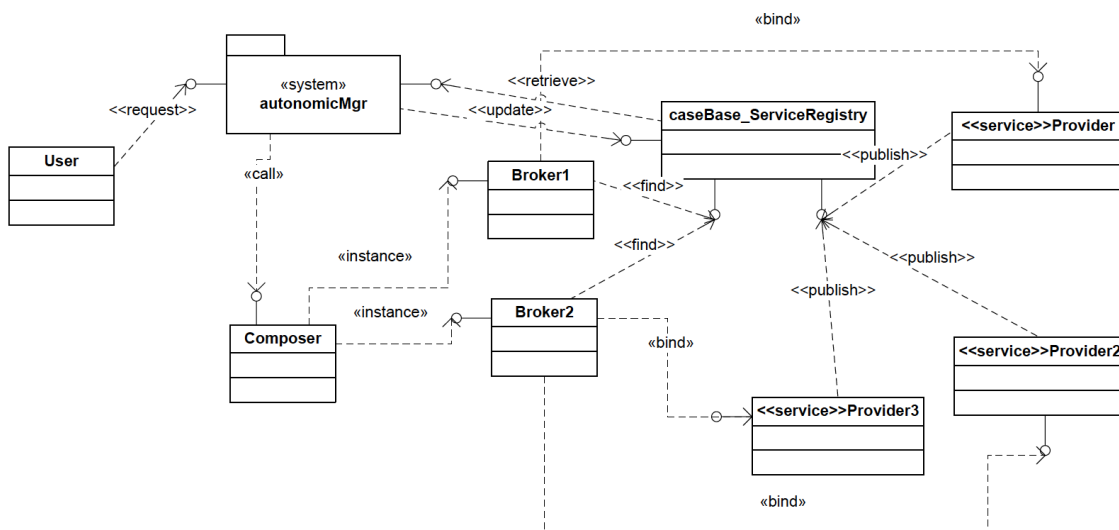 «bind»
«system»
autonomicMgr
<<retrieve>>
<<request>>
<<update>>
caseBase_ServiceRegistry
<<service>>Provider
User
«call»
Broker1
<<find>>
<<publish>>
<<find>>
«instance»
<<publish>>
<<publish>>
«instance»
Broker2
Composer
«bind»
<<service>>Provider2
<<service>>Provider3
«bind»